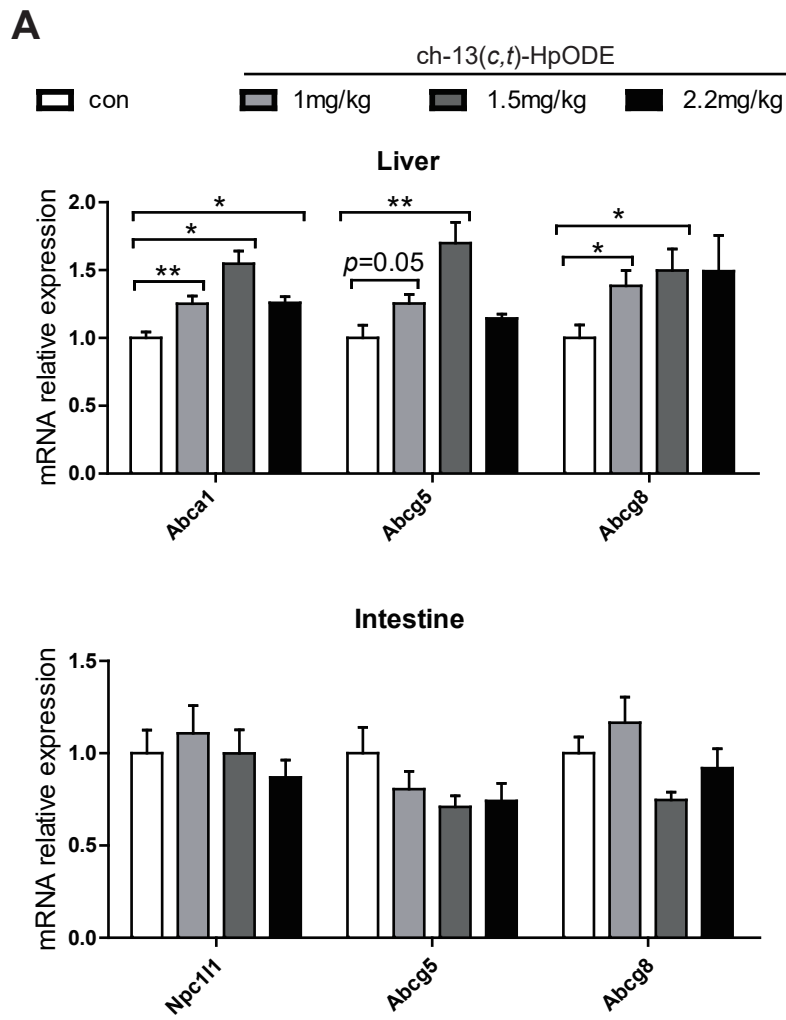 A
ch-13(c,t)-HpODE
con 1mg/kg 1.5mg/kg 2.2mg/kg
Liver
mRNA relative expression
2.0
1.5
1.0
0.5
0.0
*
*
**
**
p=0.05
*
*
Abca1 Abcg5 Abcg8
Intestine
mRNA relative expression
1.5
1.0
0.5
0.0
Npc1l1 Abcg5 Abcg8